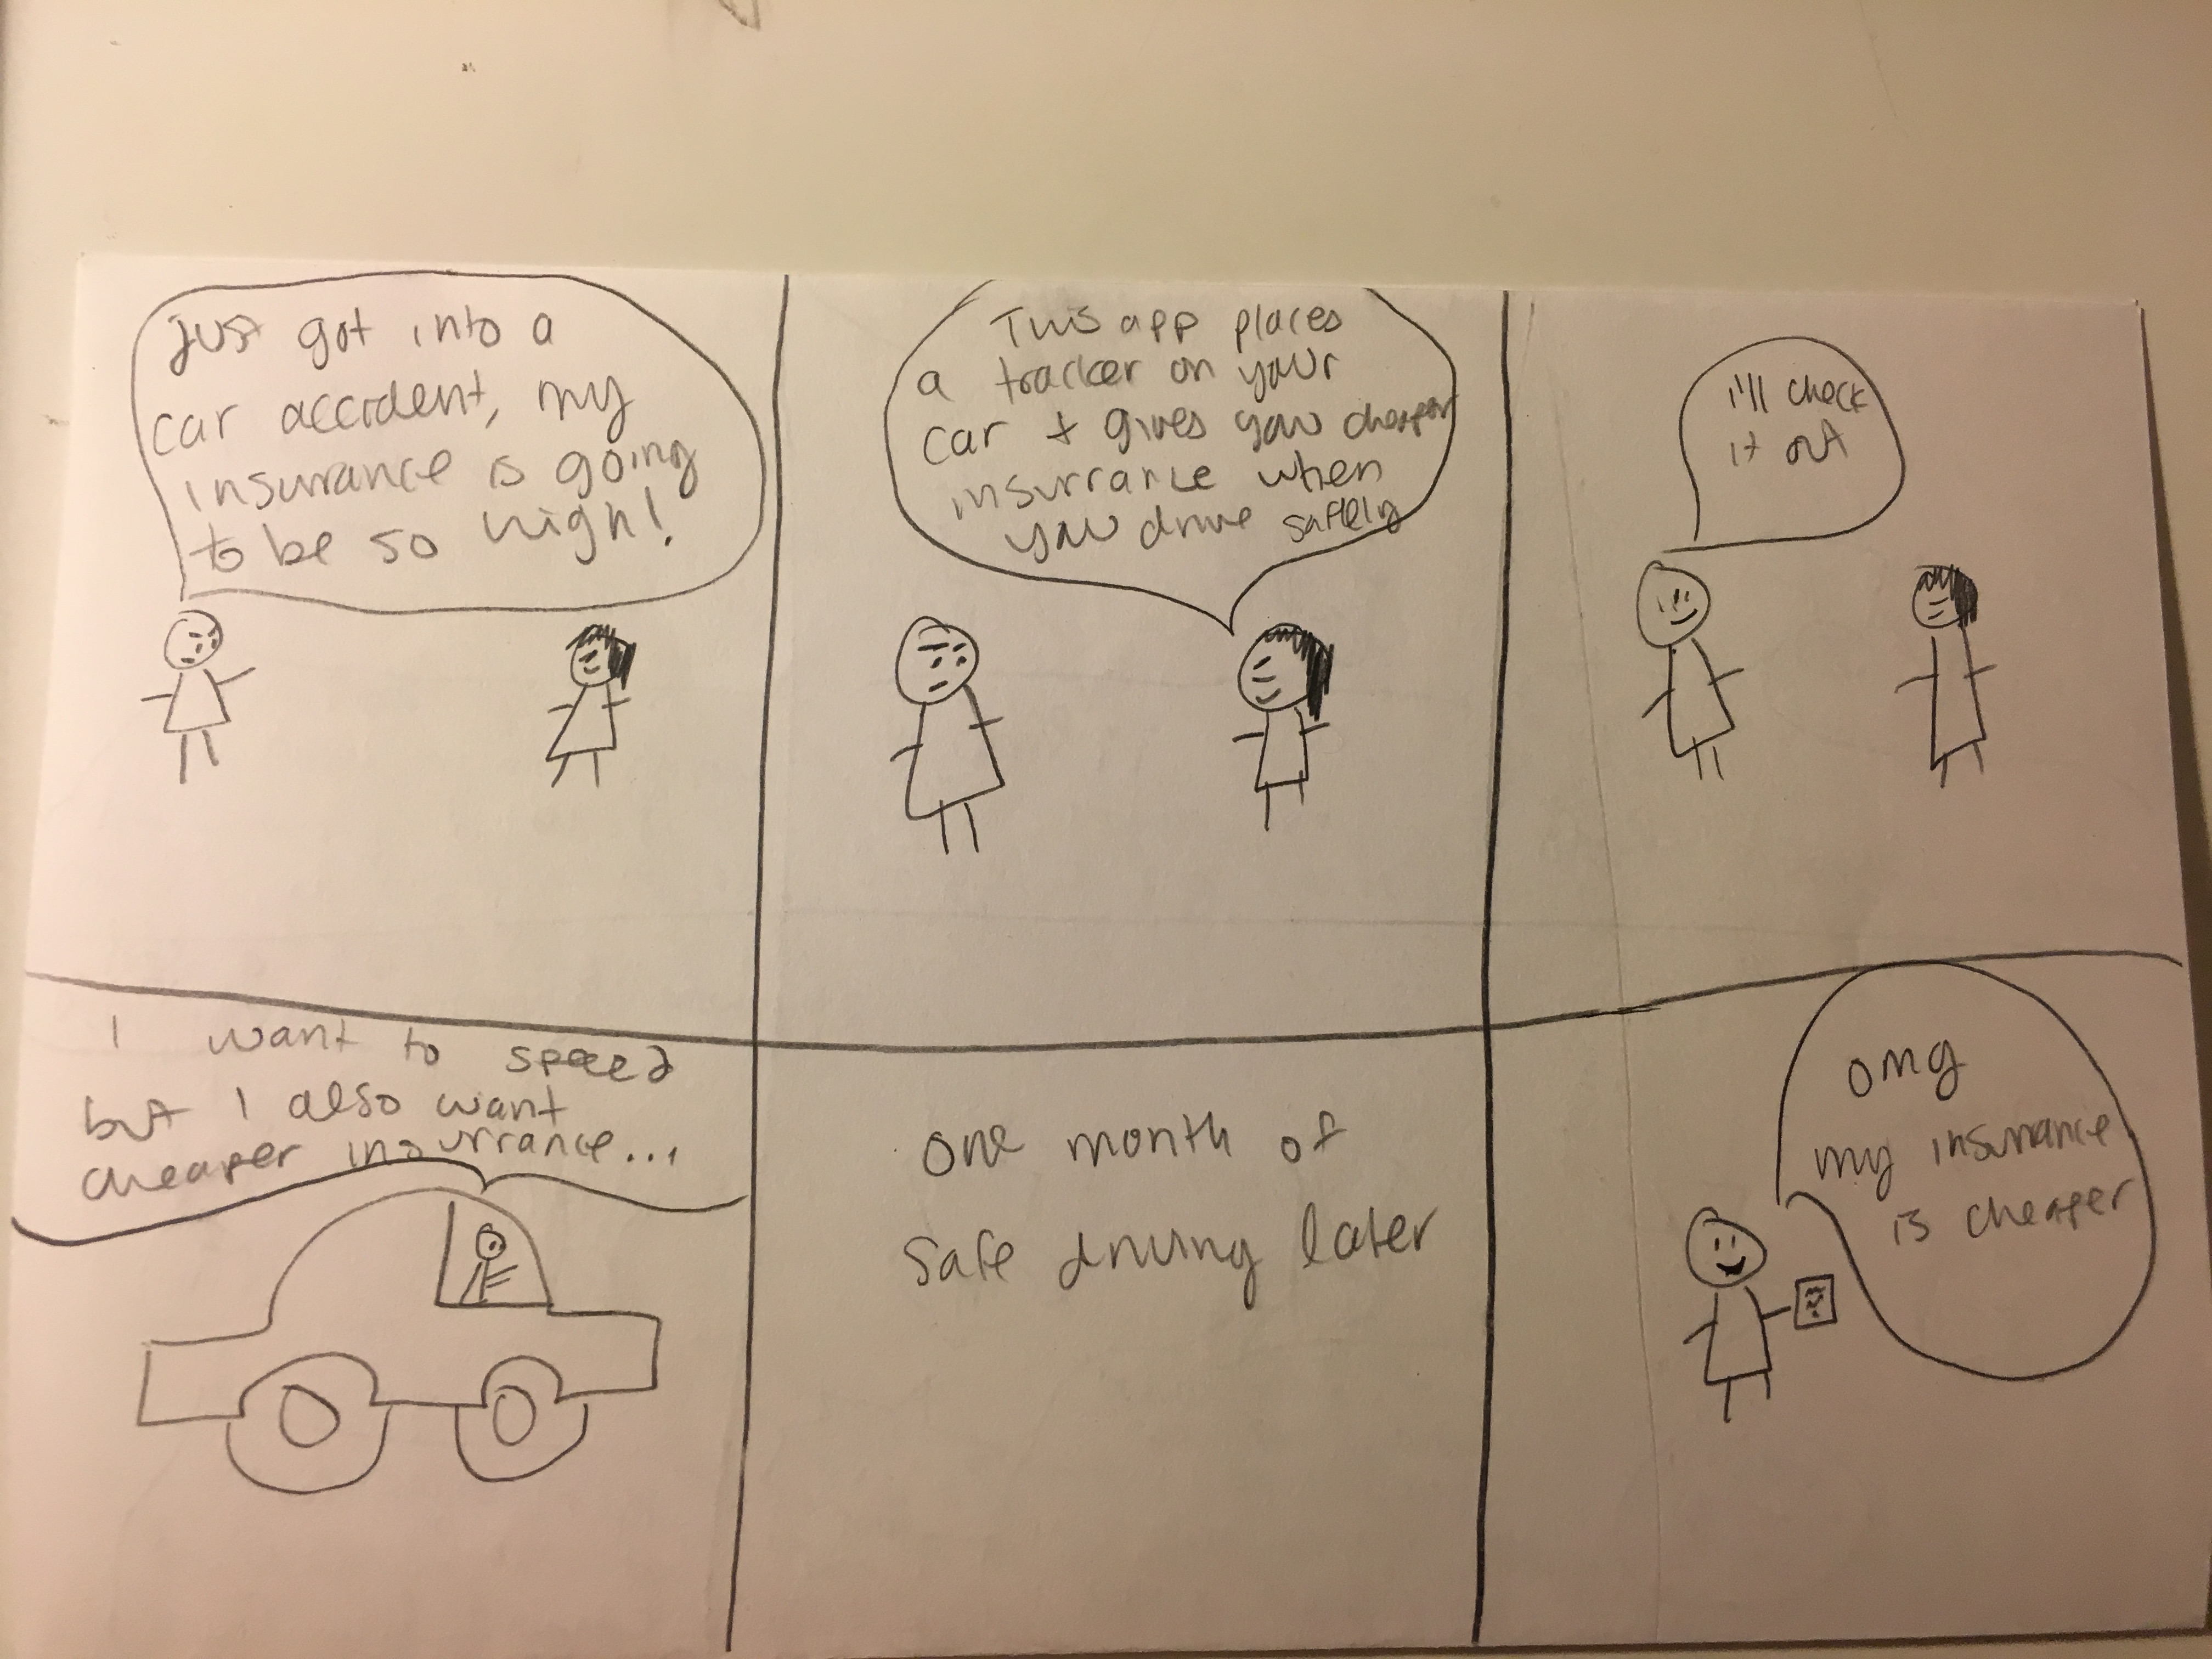 just got into a
car accident, my
insurrance is going
to be so high!
This app places
a tracker on your
car + gives you cheaper
insurrance when
you drive safely
i'll check
it out
I want to speed
but I also want
cheaper insurrance...
one month of
safe driving later
omg
my insurrance
is cheaper